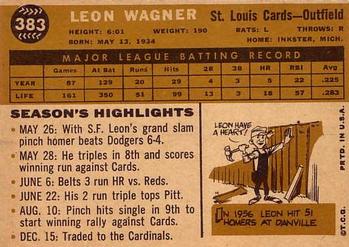 383
LEON WAGNER
St. Louis Cards—Outfield
HEIGHT: 6:01 WEIGHT: 190 BATS: L THROWS: R
BORN: MAY 13, 1934 HOME: INKSTER, MICH.
MAJOR LEAGUE BATTING RECORD
Games At Bat Runs Hits 2B 3B HR RBI Avg.
YEAR 87 129 20 29 4 3 5 22 .225
LIFE 161 350 51 99 13 3 18 57 .283
SEASON'S HIGHLIGHTS
• MAY 26: With S.F. Leon's grand slam
pinch homer beats Dodgers 6-4.
• MAY 28: He triples in 8th and scores
winning run against Cards.
• JUNE 6: Belts 3 run HR vs. Reds.
• JUNE 22: His 2 run triple tops Pitt.
• AUG. 10: Pinch hits single in 9th to
start winning rally against Cards.
• DEC. 15: Traded to the Cardinals.
LEON HAVE
A HEART!
IN 1956 LEON HIT 51
HOMERS AT DANVILLE
©T.C.G. PRTD. IN U.S.A.